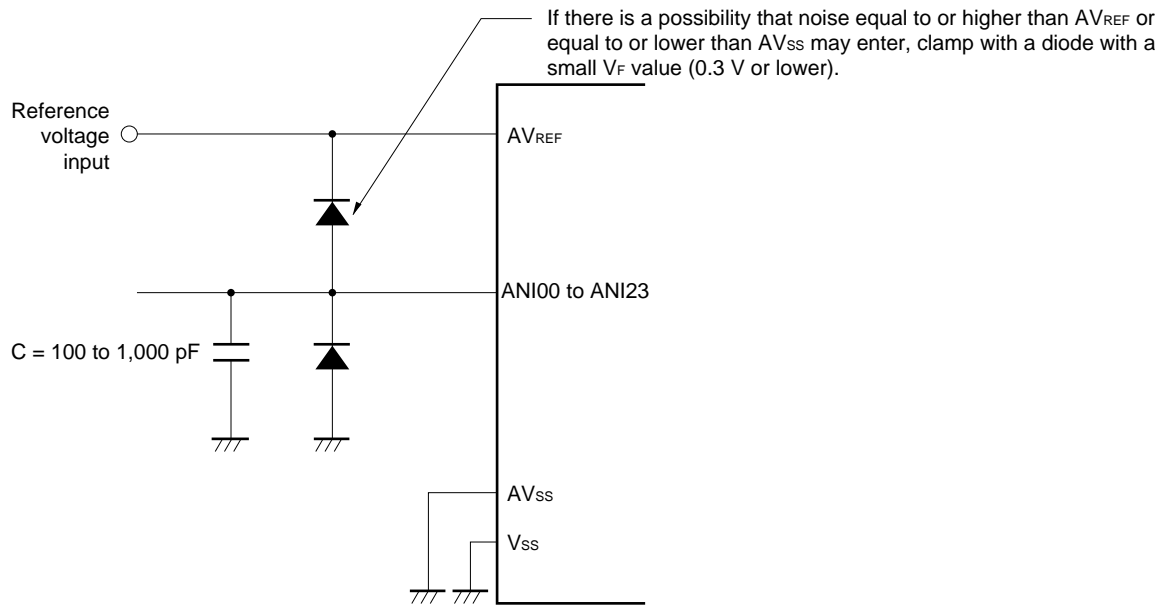 If there is a possibility that noise equal to or higher than AVREF or
equal to or lower than AVSS may enter, clamp with a diode with a
small VF value (0.3 V or lower).
Reference
voltage
input
AVREF
ANI00 to ANI23
C = 100 to 1,000 pF
AVSS
VSS